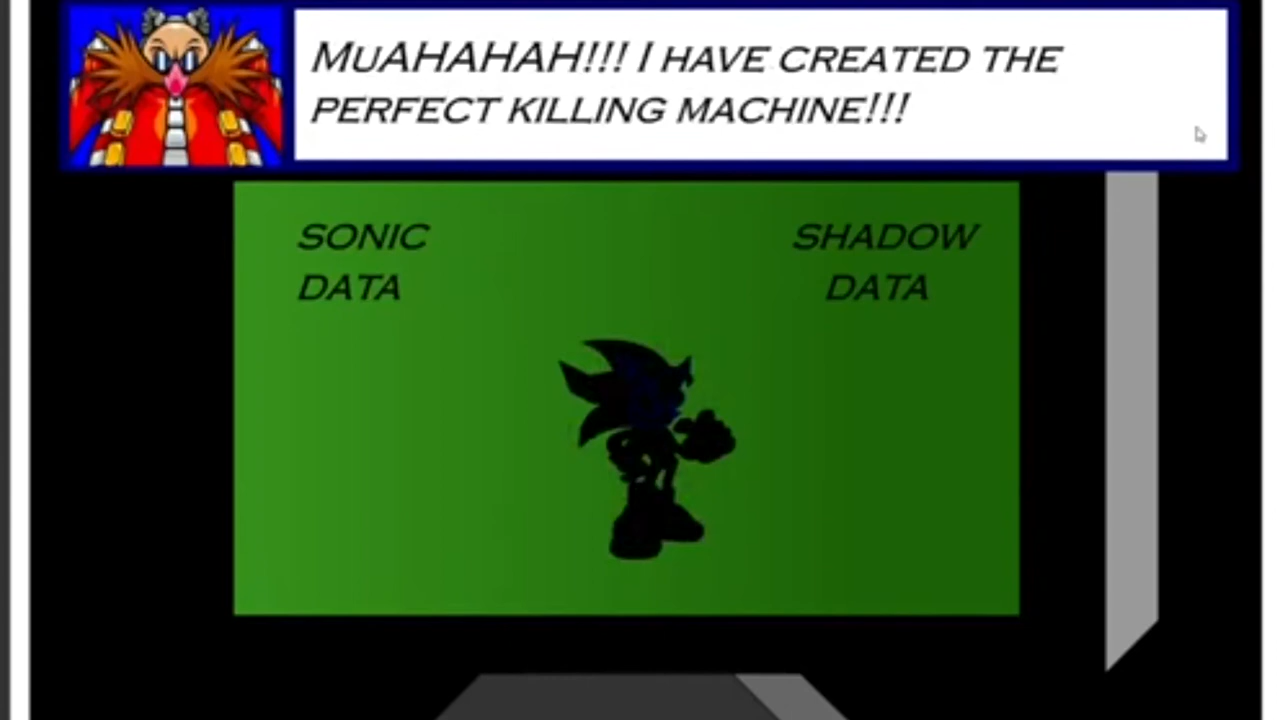 MUAHAHAH!!! I HAVE CREATED THE
PERFECT KILLING MACHINE!!!
SONIC
DATA
SHADOW
DATA